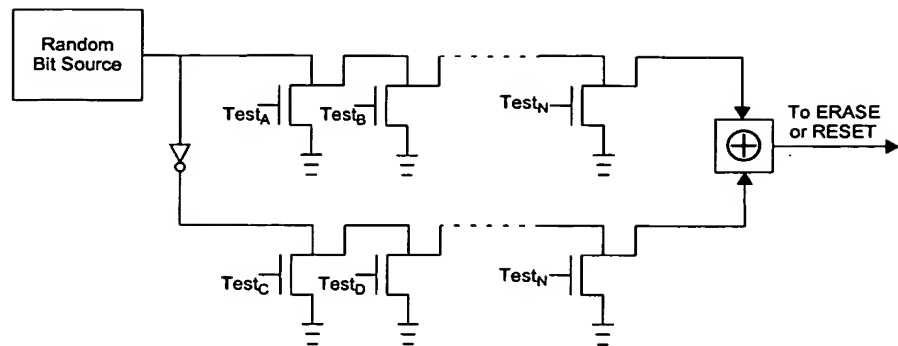 Random
Bit Source
Test_A
Test_B
Test_N
To ERASE
or RESET
Test_C
Test_D
Test_N